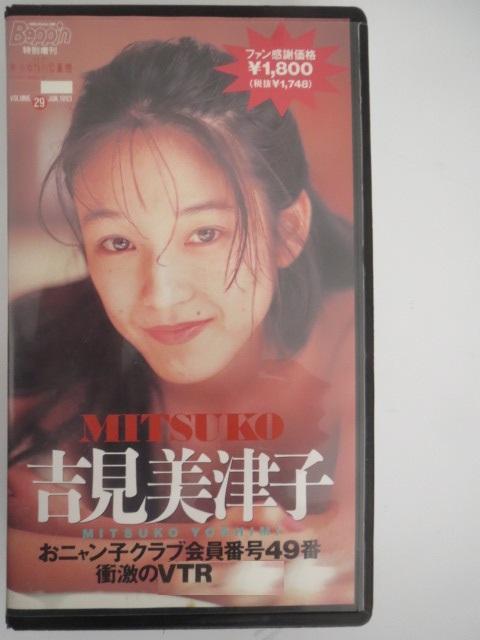 Beppin
特別増刊
VOLUME 29 JUN.1993
ファン感謝価格
¥1,800
(税抜¥1,748)
MITSUKO
吉見美津子
MITSUKO YOSHIMI
おニャン子クラブ会員番号49番
衝激のVTR